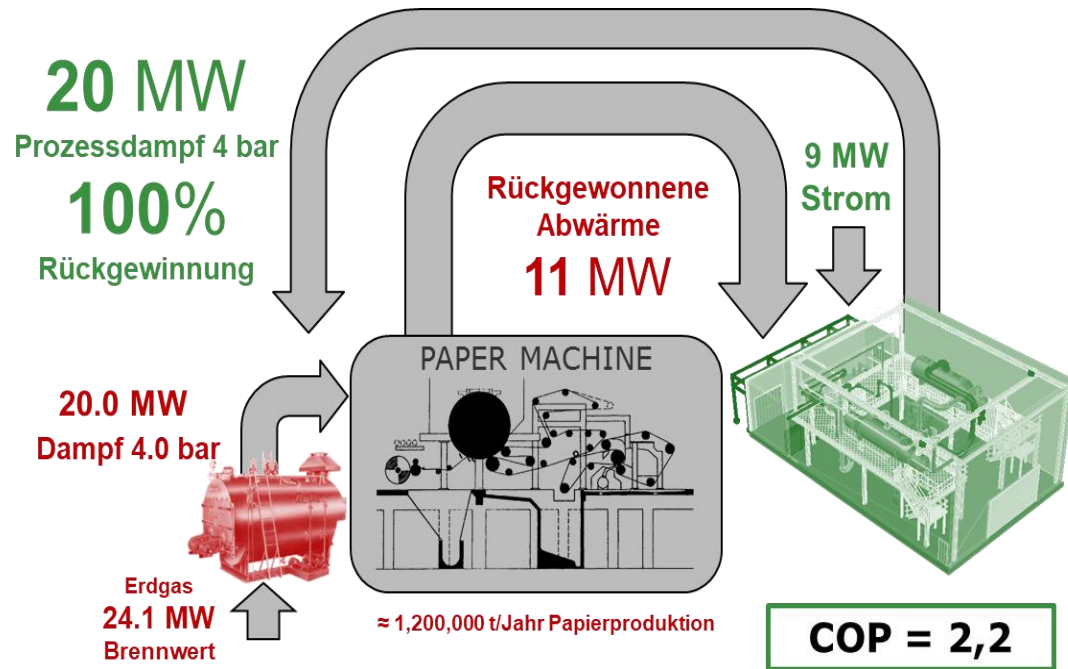 20 MW
Prozessdampf 4 bar
100%
Rückgewinnung
Rückgewonnene
Abwärme
11 MW
9 MW
Strom
PAPER MACHINE
20.0 MW
Dampf 4.0 bar
Erdgas
24.1 MW
Brennwert
≈ 1,200,000 t/Jahr Papierproduktion
COP = 2,2